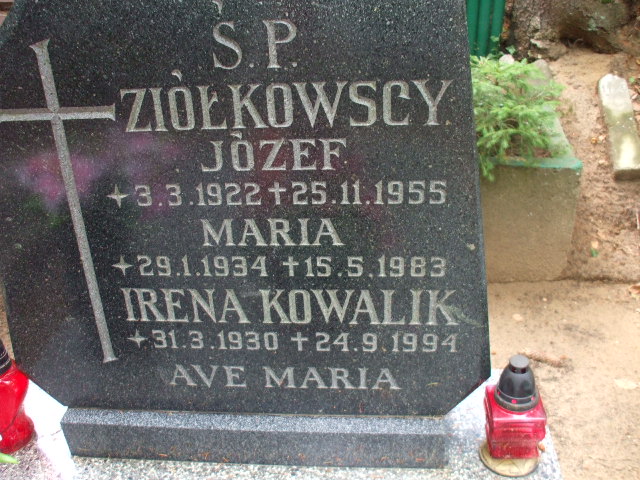 Ś.P.
ZIÓŁKOWSCY
JÓZEF
3.3.1922 25.11.1955
MARIA
29.1.1934 15.5.1983
IRENA KOWALIK
31.3.1930 24.9.1994
AVE MARIA